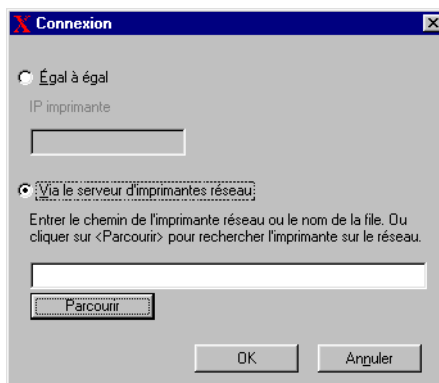 Connexion
Égal à égal
IP imprimante
Via le serveur d'imprimantes réseau
Entrer le chemin de l'imprimante réseau ou le nom de la file. Ou
cliquer sur <Parcourir> pour rechercher l'imprimante sur le réseau.
Parcourir
OK Annuler